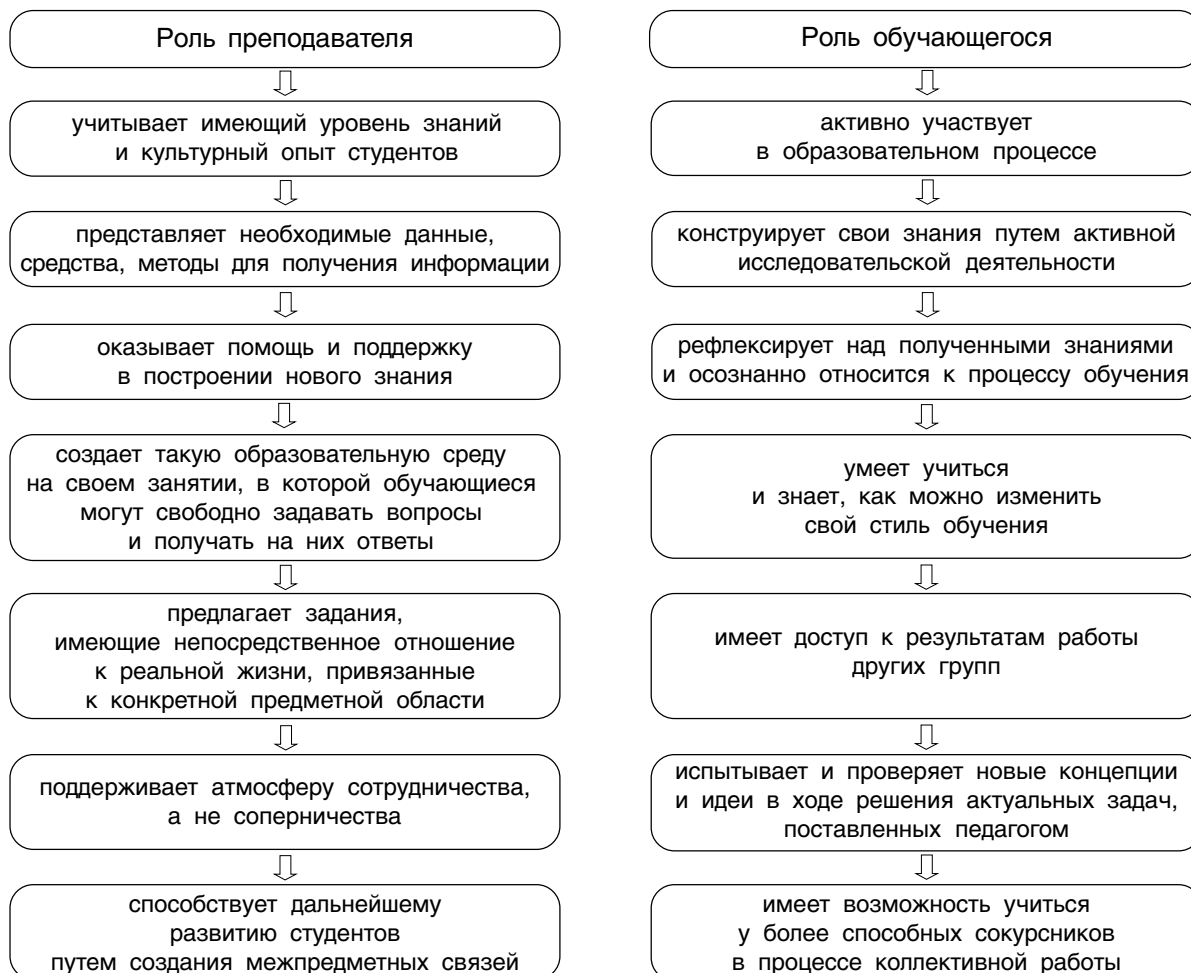 Роль преподавателя
учитывает имеющий уровень знаний
и культурный опыт студентов
представляет необходимые данные,
средства, методы для получения информации
оказывает помощь и поддержку
в построении нового знания
создает такую образовательную среду
на своем занятии, в которой обучающиеся
могут свободно задавать вопросы
и получать на них ответы
предлагает задания,
имеющие непосредственное отношение
к реальной жизни, привязанные
к конкретной предметной области
поддерживает атмосферу сотрудничества,
а не соперничества
способствует дальнейшему
развитию студентов
путем создания межпредметных связей
Роль обучающегося
активно участвует
в образовательном процессе
конструирует свои знания путем активной
исследовательской деятельности
рефлексирует над полученными знаниями
и осознанно относится к процессу обучения
умеет учиться
и знает, как можно изменить
свой стиль обучения
имеет доступ к результатам работы
других групп
испытывает и проверяет новые концепции
и идеи в ходе решения актуальных задач,
поставленных педагогом
имеет возможность учиться
у более способных сокурсников
в процессе коллективной работы